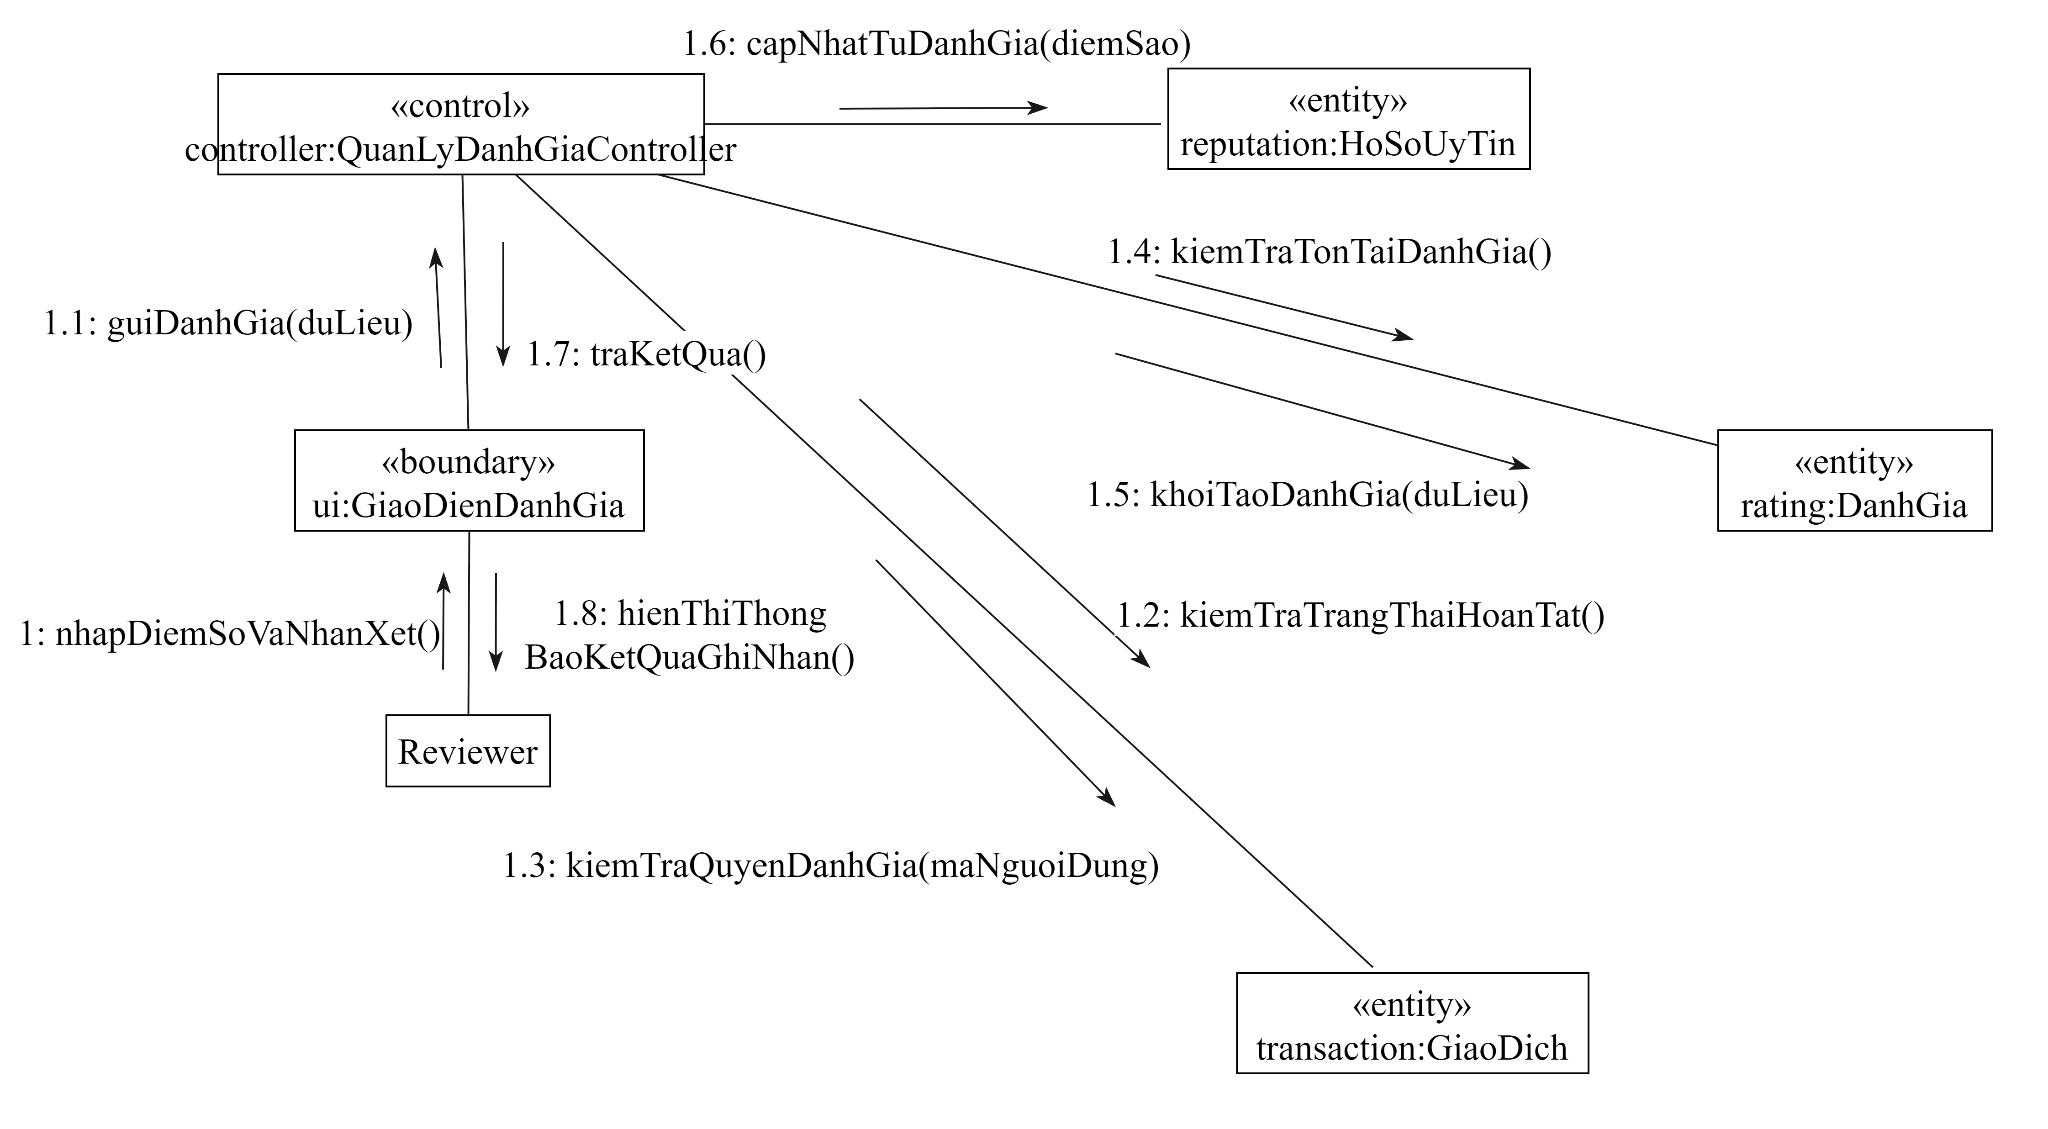 1.6: capNhatTuDanhGia(diemSao)
«control»
controller:QuanLyDanhGiaController
«entity»
reputation:HoSoUyTin
1.4: kiemTraTonTaiDanhGia()
1.1: guiDanhGia(duLieu)
1.7: traKetQua()
«boundary»
ui:GiaoDienDanhGia
1.5: khoiTaoDanhGia(duLieu)
«entity»
rating:DanhGia
1: nhapDiemSoVaNhanXet()
1.8: hienThiThong
BaoKetQuaGhiNhan()
1.2: kiemTraTrangThaiHoanTat()
Reviewer
1.3: kiemTraQuyenDanhGia(maNguoiDung)
«entity»
transaction:GiaoDich